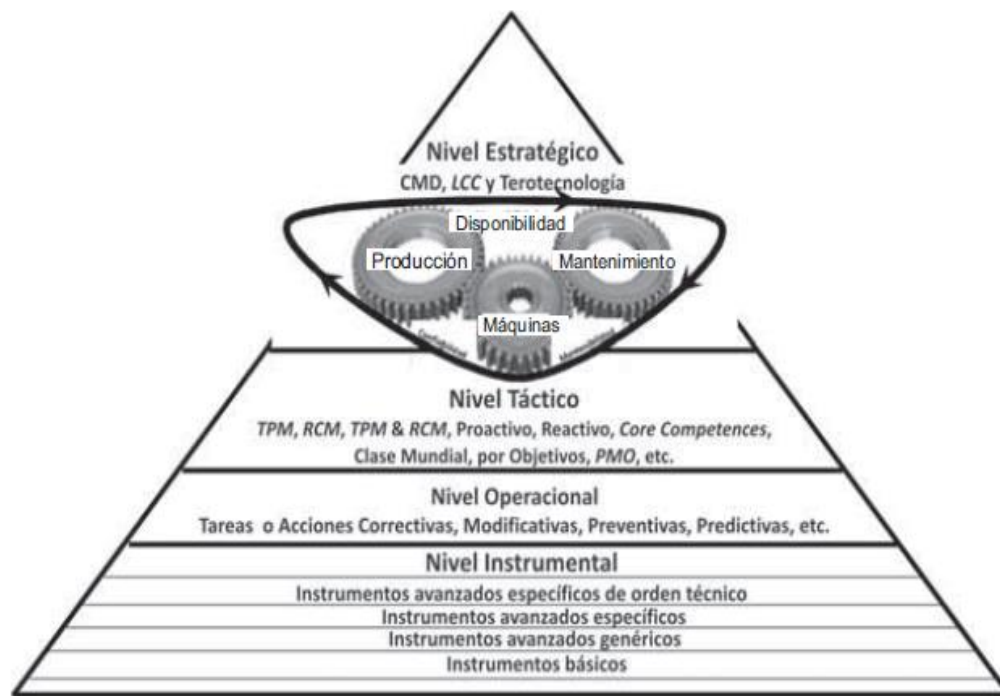 Nivel Estratégico
CMD, LCC y Terotecnología
Disponibilidad
Producción
Mantenimiento
Máquinas
Nivel Táctico
TPM, RCM, TPM & RCM, Proactivo, Reactivo, Core Competences,
Clase Mundial, por Objetivos, PMO, etc.
Nivel Operacional
Tareas o Acciones Correctivas, Modificativas, Preventivas, Predictivas, etc.
Nivel Instrumental
Instrumentos avanzados específicos de orden técnico
Instrumentos avanzados específicos
Instrumentos avanzados genéricos
Instrumentos básicos